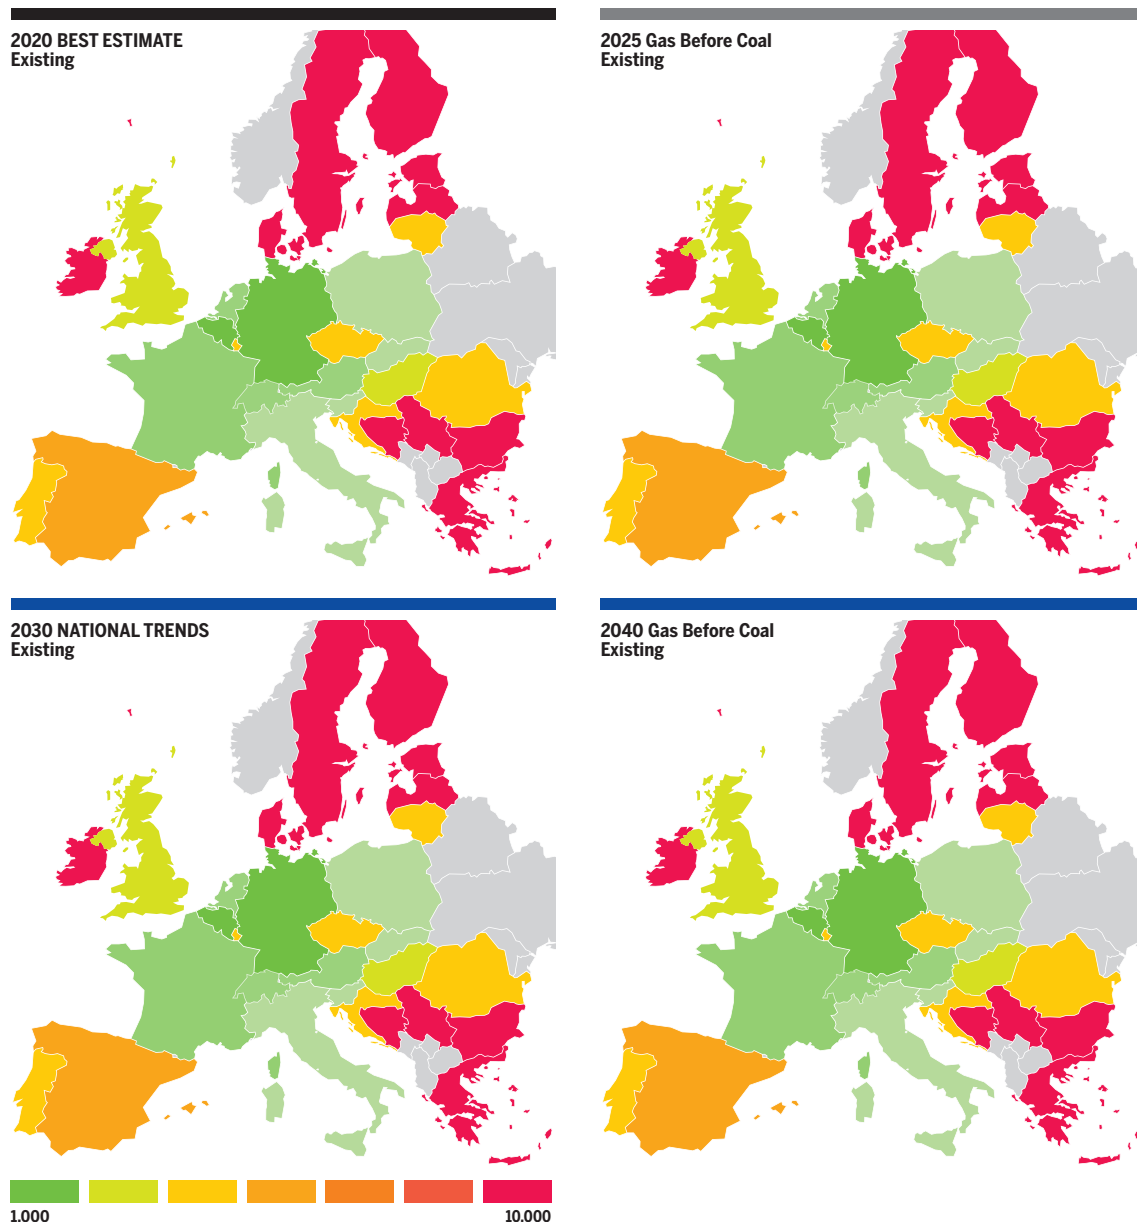 2020 BEST ESTIMATE
Existing
2025 Gas Before Coal
Existing
2030 NATIONAL TRENDS
Existing
2040 Gas Before Coal
Existing
1.000
10.000